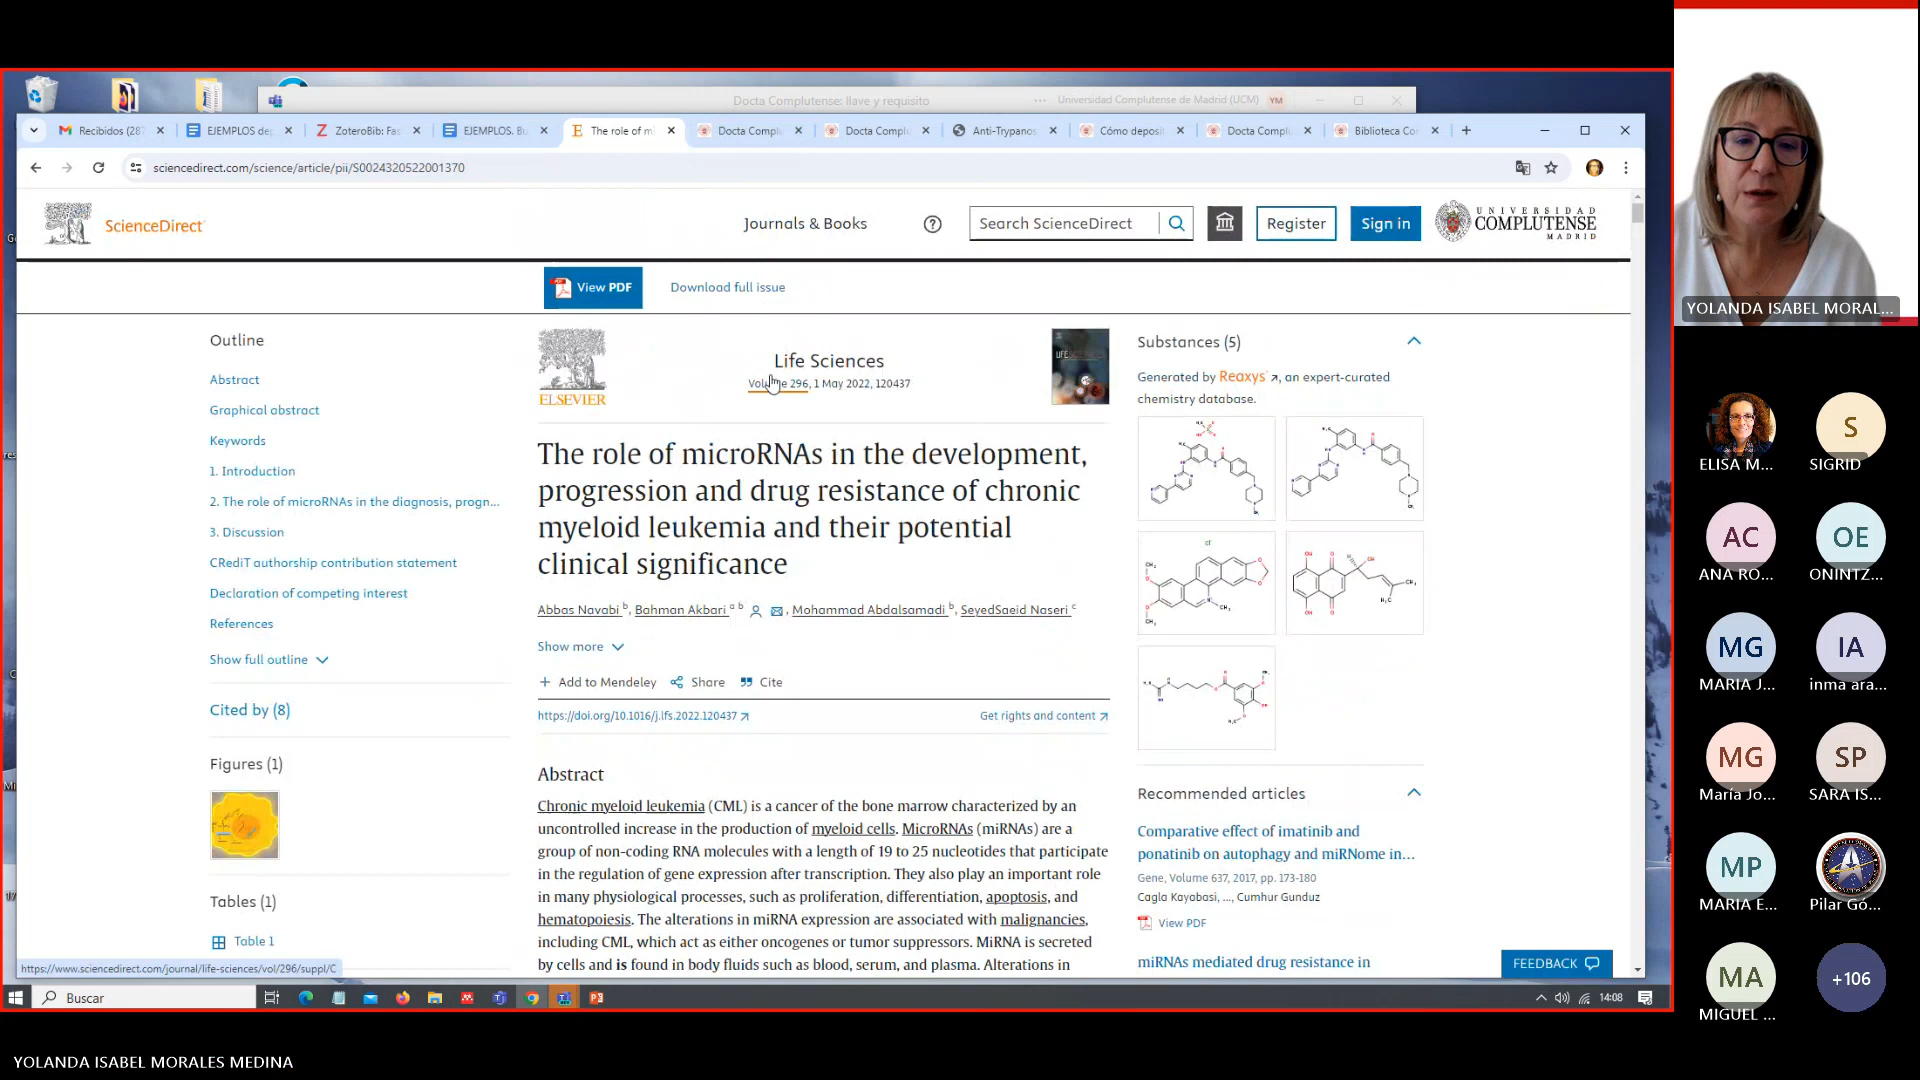 Docta Complutense: llave y requisito
Universidad Complutense de Madrid (UCM)
YM
Recibidos (28
EJEMPLOS de
ZoteroBib: Fas
EJEMPLOS. Bu
The role of m
Docta Compl
Docta Complu
Anti-Trypanos
Cómo deposit
Docta Compl
Biblioteca Co
sciencedirect.com/science/article/pii/S0024320522001370
ScienceDirect
Journals & Books
Search ScienceDirect
Register
Sign in
UNIVERSIDAD
COMPLUTENSE
MADRID
View PDF
Download full issue
Outline
Abstract
Graphical abstract
Keywords
1. Introduction
2. The role of microRNAs in the diagnosis, progn...
3. Discussion
CRediT authorship contribution statement
Declaration of competing interest
References
Show full outline
Cited by (8)
Figures (1)
Tables (1)
Table 1
https://www.sciencedirect.com/journal/life-sciences/vol/296/suppl/C
ELSEVIER
Life Sciences
Volume 296, 1 May 2022, 120437
The role of microRNAs in the development,
progression and drug resistance of chronic
myeloid leukemia and their potential
clinical significance
Abbas Navabi b, Bahman Akbari a b, Mohammad Abdalsamadi b, SeyedSaeid Naseri c
Show more
Add to Mendeley
Share
Cite
https://doi.org/10.1016/j.lfs.2022.120437
Get rights and content
Abstract
Chronic myeloid leukemia (CML) is a cancer of the bone marrow characterized by an
uncontrolled increase in the production of myeloid cells. MicroRNAs (miRNAs) are a
group of non-coding RNA molecules with a length of 19 to 25 nucleotides that participate
in the regulation of gene expression after transcription. They also play an important role
in many physiological processes, such as proliferation, differentiation, apoptosis, and
hematopoiesis. The alterations in miRNA expression are associated with malignancies,
including CML, which act as either oncogenes or tumor suppressors. MiRNA is secreted
by cells and is found in body fluids such as blood, serum, and plasma. Alterations in
Substances (5)
Generated by Reaxys, an expert-curated
chemistry database.
Recommended articles
Comparative effect of imatinib and
ponatinib on autophagy and miRNome in...
Gene, Volume 637, 2017, pp. 173-180
Cagla Kayabasi, ..., Cumhur Gunduz
View PDF
miRNAs mediated drug resistance in
FEEDBACK
Buscar
14:08
YOLANDA ISABEL MORALES MEDINA
YOLANDA ISABEL MORAL...
ELISA M...
S
SIGRID
AC
ANA RO...
OE
ONINTZ...
MG
MARIA J...
IA
inma ara...
MG
María Jo...
SP
SARA IS...
MP
MARIA E...
Pilar Gó...
MA
MIGUEL ...
+106